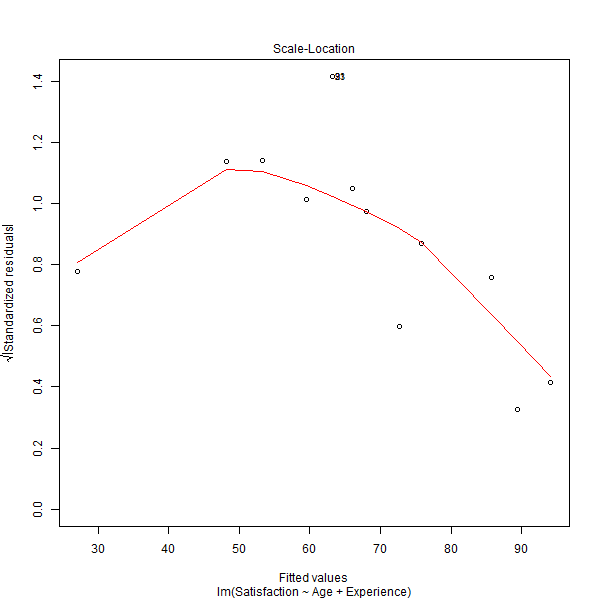 Scale-Location
1.4
1.2
1.0
0.8
0.6
0.4
0.2
0.0
√|Standardized residuals|
30 40 50 60 70 80 90
Fitted values
lm(Satisfaction ~ Age + Experience)